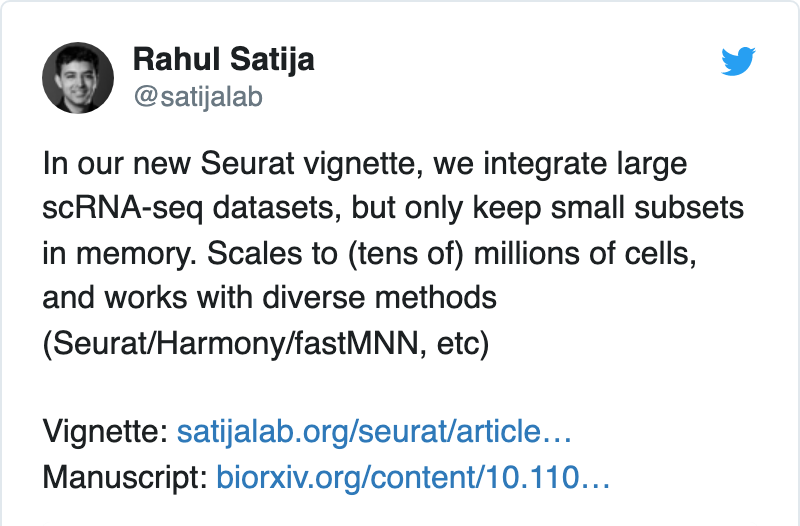 Rahul Satija
@satijalab
In our new Seurat vignette, we integrate large
scRNA-seq datasets, but only keep small subsets
in memory. Scales to (tens of) millions of cells,
and works with diverse methods
(Seurat/Harmony/fastMNN, etc)
Vignette: satijalab.org/seurat/article…
Manuscript: biorxiv.org/content/10.110…